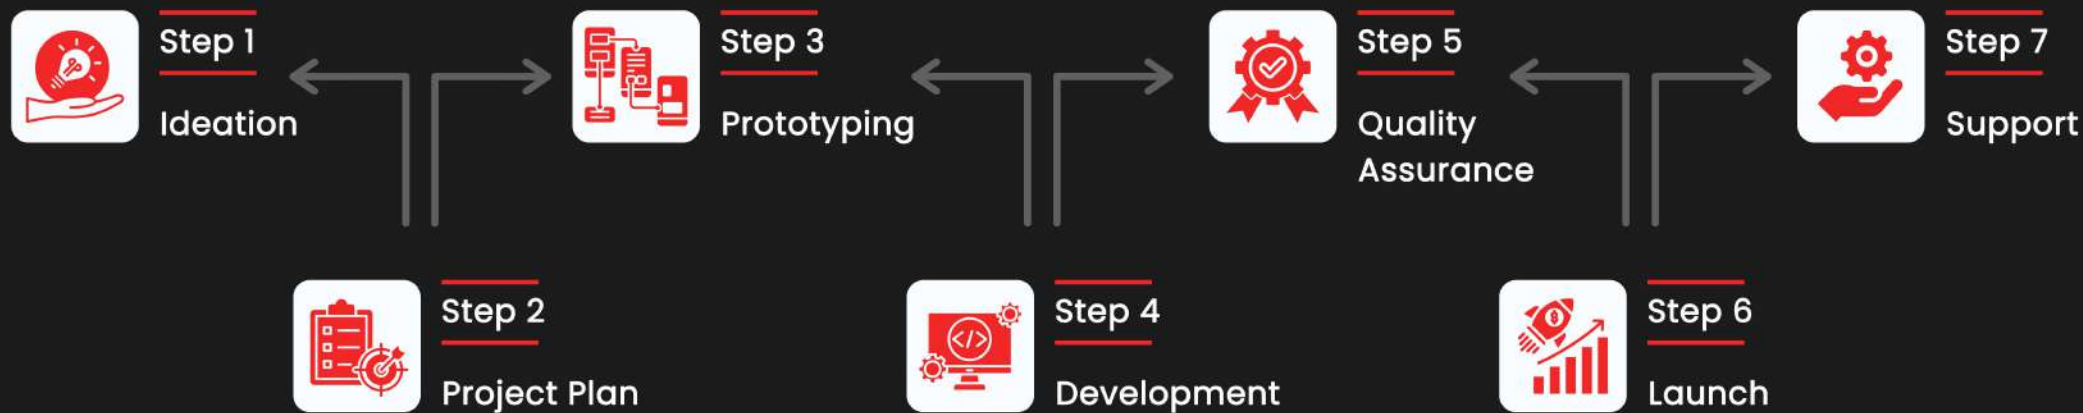 Step 1
Ideation
Step 2
Project Plan
Step 3
Prototyping
Step 4
Development
Step 5
Quality
Assurance
Step 6
Launch
Step 7
Support